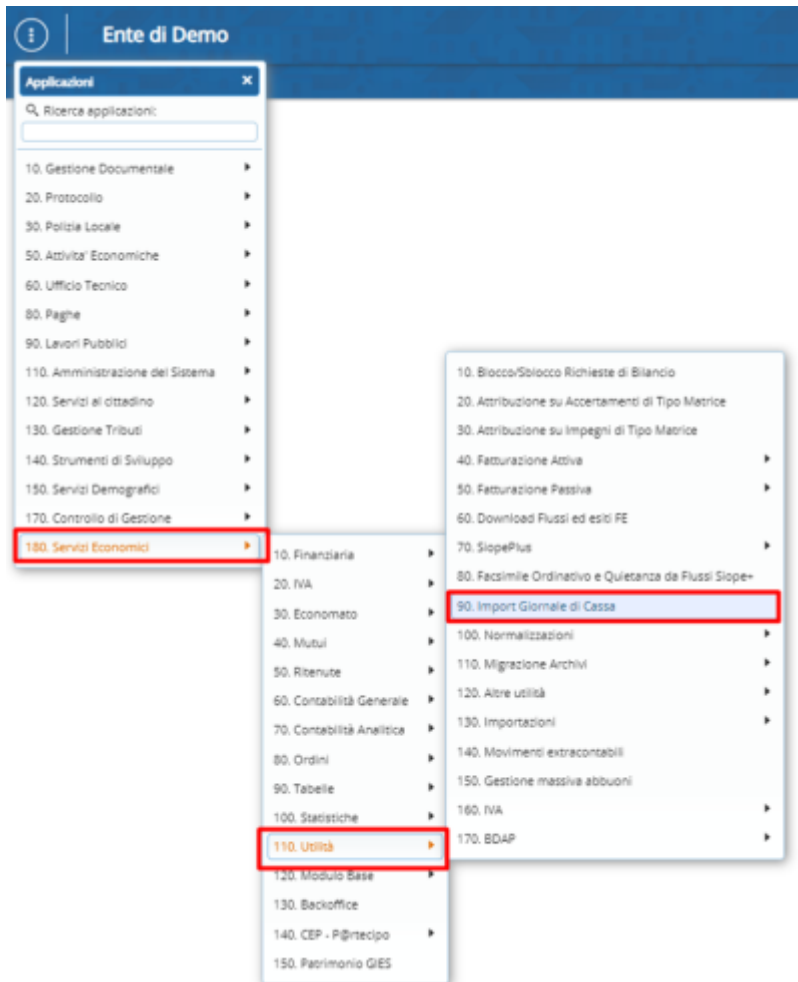 Ente di Demo
Applicazioni
Ricerca applicazioni:
10. Gestione Documentale
20. Protocollo
30. Polizia Locale
50. Attivita' Economiche
60. Ufficio Tecnico
80. Paghe
90. Lavori Pubblici
110. Amministrazione del Sistema
120. Servizi al cittadino
130. Gestione Tributi
140. Strumenti di Sviluppo
150. Servizi Demografici
170. Controllo di Gestione
180. Servizi Economici
10. Finanziaria
20. IVA
30. Economato
40. Mutui
50. Ritenute
60. Contabilità Generale
70. Contabilità Analitica
80. Ordini
90. Tabelle
100. Statistiche
110. Utilità
120. Modulo Base
130. Backoffice
140. CEP - P@rtecipo
150. Patrimonio GIES
10. Blocco/Sblocco Richieste di Bilancio
20. Attribuzione su Accertamenti di Tipo Matrice
30. Attribuzione su Impegni di Tipo Matrice
40. Fatturazione Attiva
50. Fatturazione Passiva
60. Download Flussi ed esiti FE
70. SiopePlus
80. Facsimile Ordinativo e Quietanza da Flussi Siope+
90. Import Giornale di Cassa
100. Normalizzazioni
110. Migrazione Archivi
120. Altre utilità
130. Importazioni
140. Movimenti extracontabili
150. Gestione massiva abbuoni
160. IVA
170. BDAP